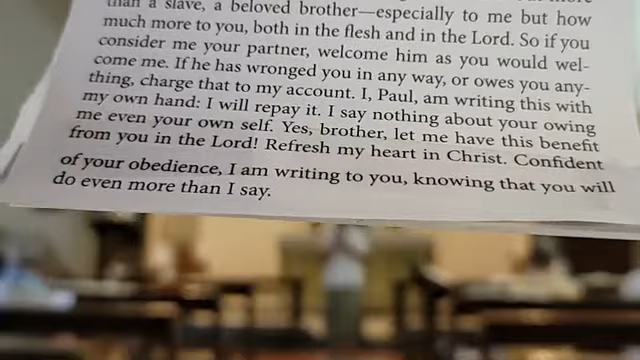 than a slave, a beloved brother—especially to me but how
much more to you, both in the flesh and in the Lord. So if you
consider me your partner, welcome him as you would wel-
come me. If he has wronged you in any way, or owes you any-
thing, charge that to my account. I, Paul, am writing this with
my own hand: I will repay it. I say nothing about your owing
me even your own self. Yes, brother, let me have this benefit
from you in the Lord! Refresh my heart in Christ. Confident
of your obedience, I am writing to you, knowing that you will
do even more than I say.